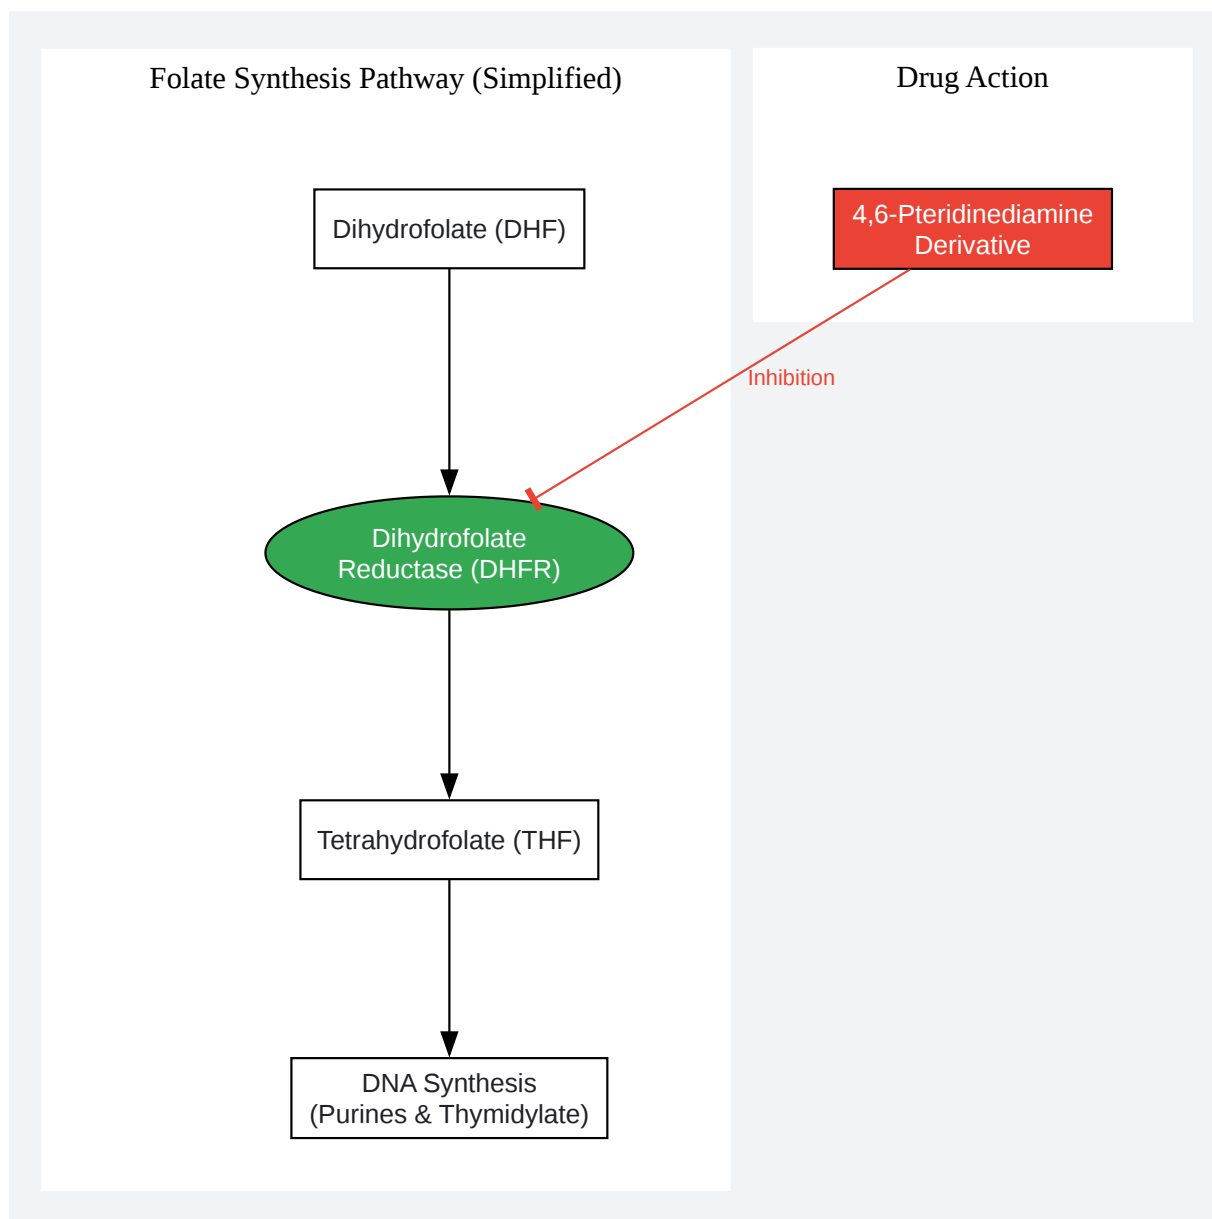 Folate Synthesis Pathway (Simplified)
Drug Action
Dihydrofolate (DHF)
4,6-Pteridinediamine
Derivative
Inhibition
Dihydrofolate
Reductase (DHFR)
Tetrahydrofolate (THF)
DNA Synthesis
(Purines & Thymidylate)